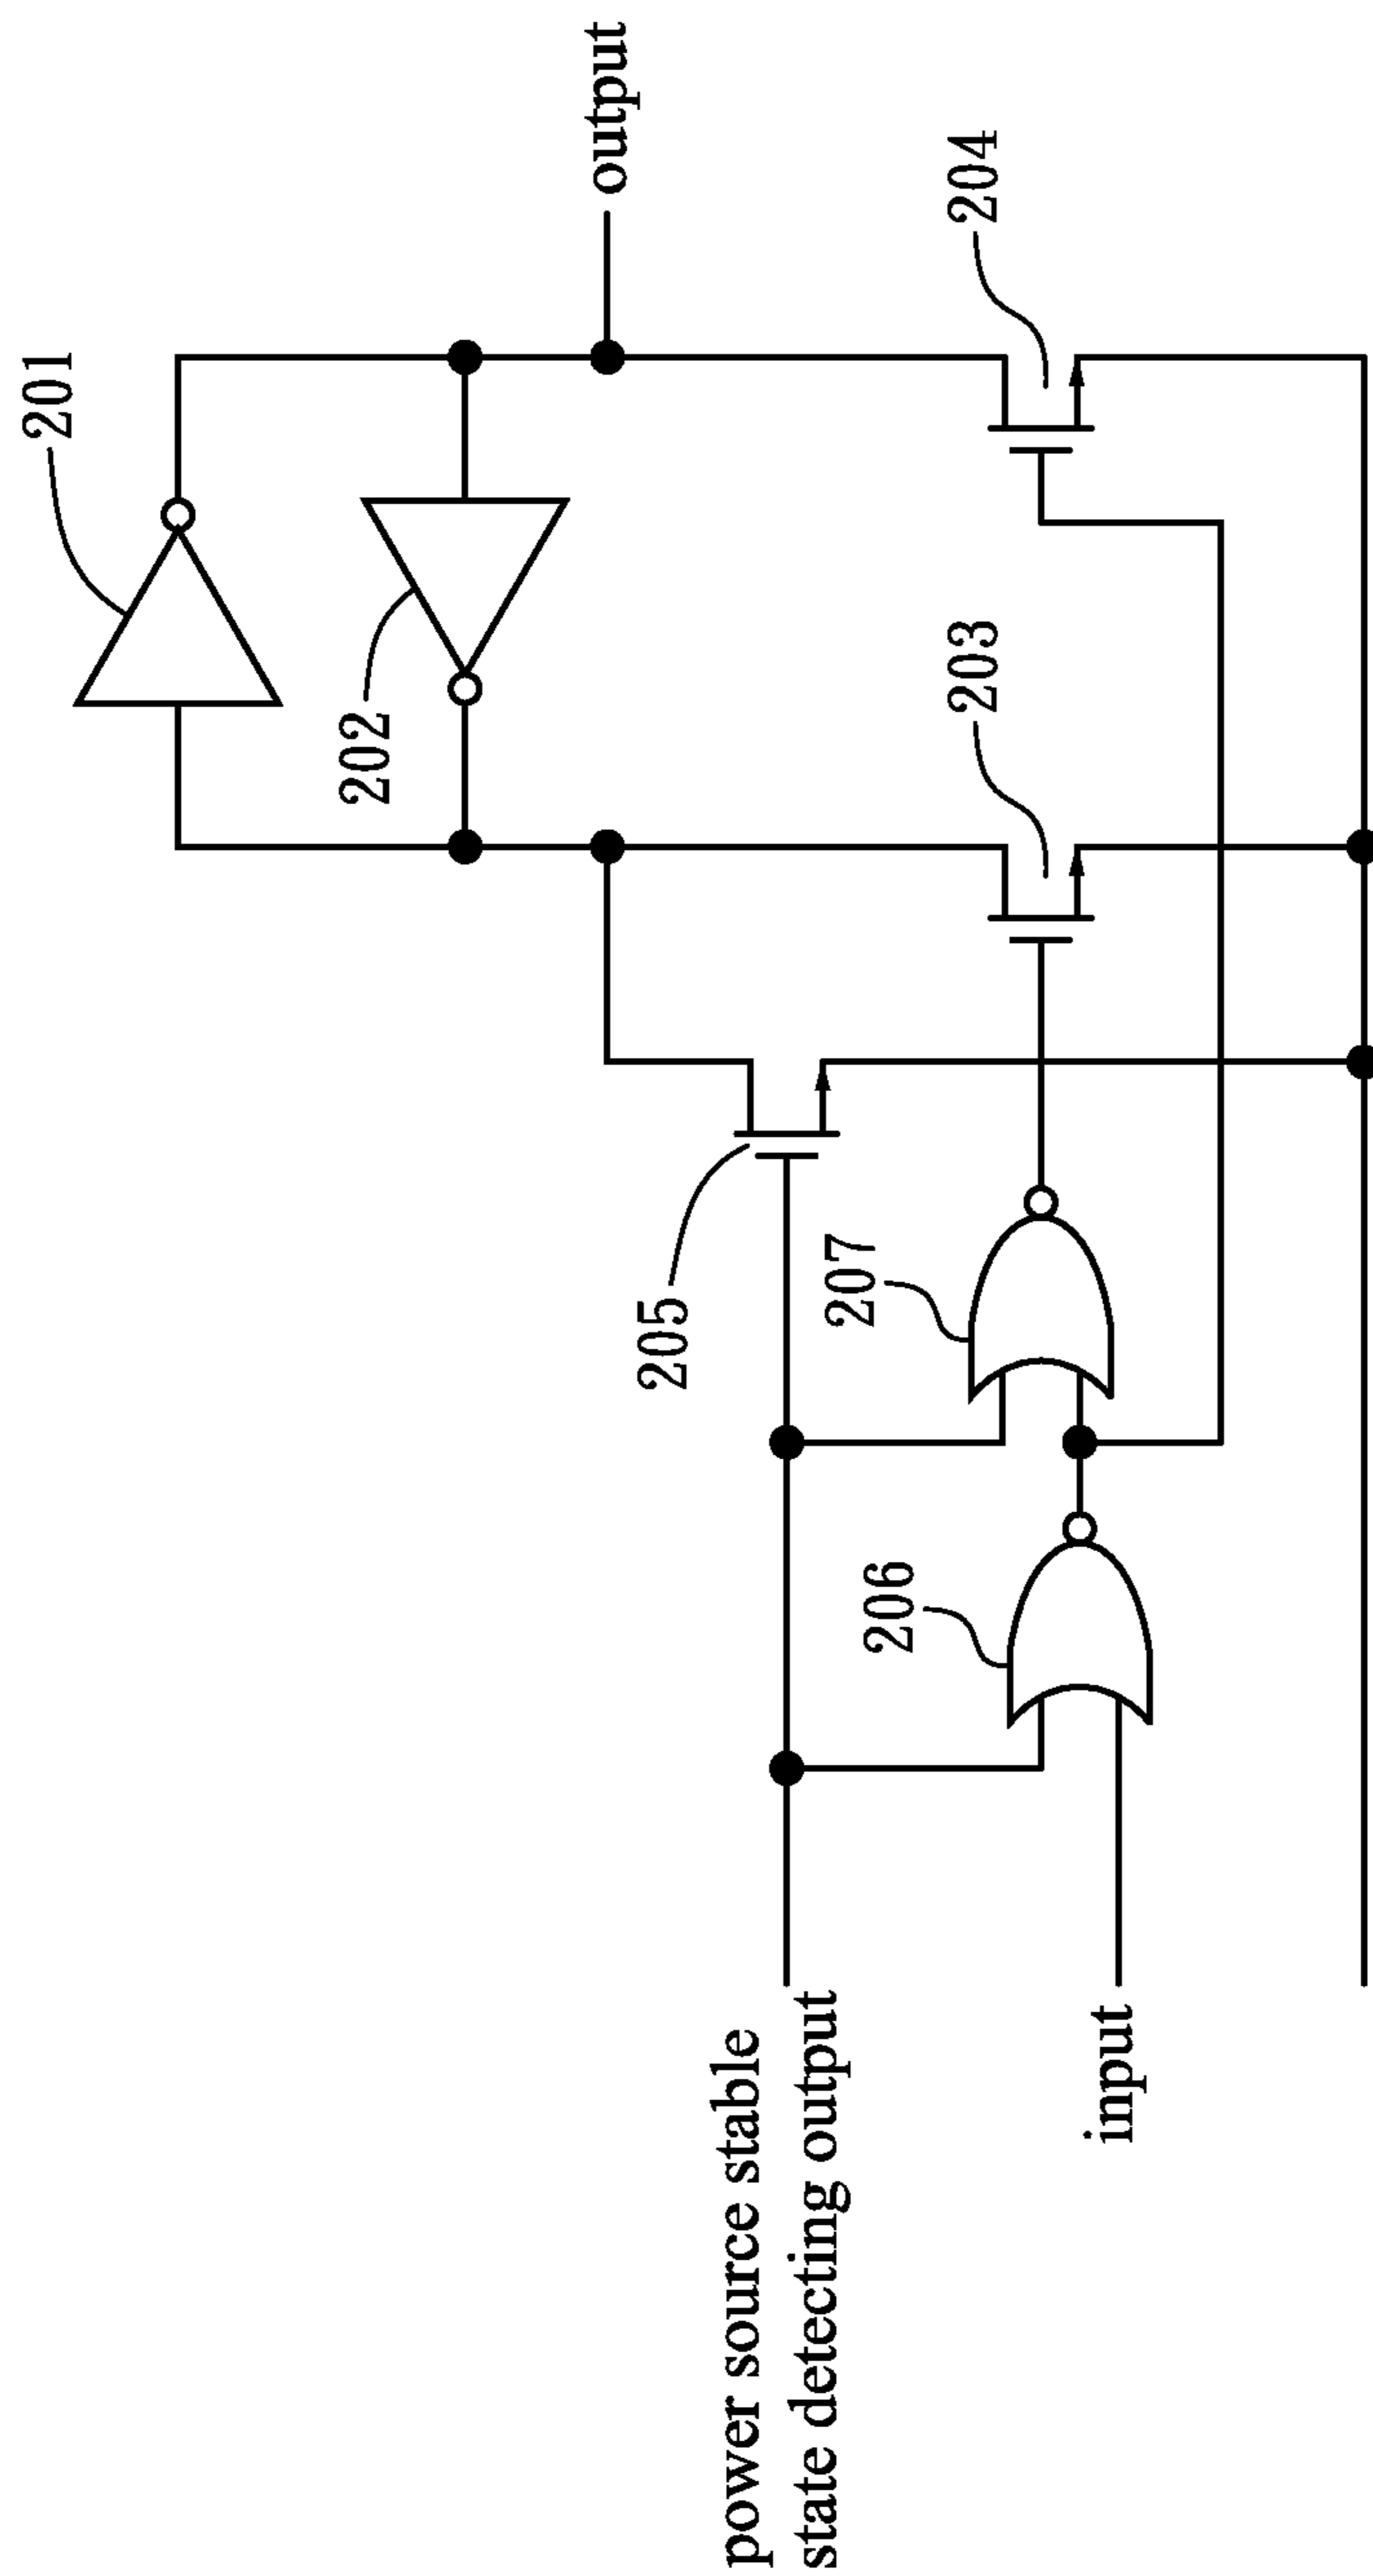 201
202
output
205
203
204
207
206
power source stable
state detecting output
input